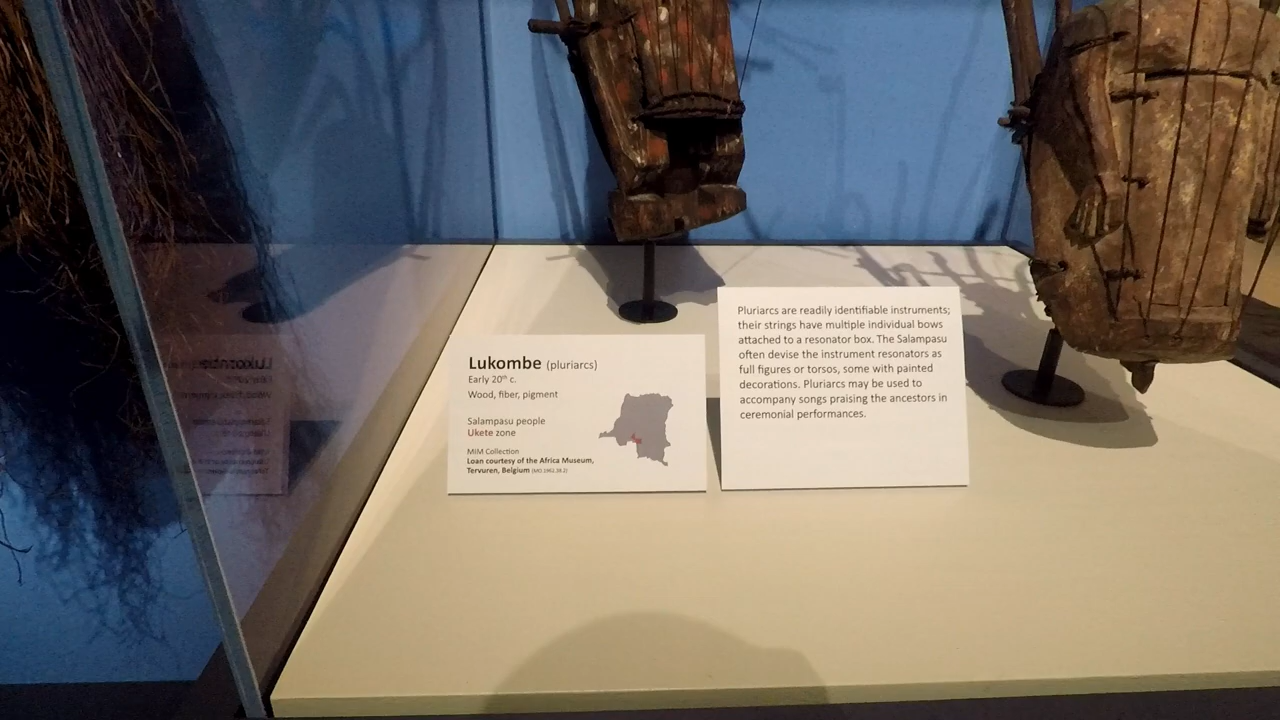 Lukombe (pluriarcs)
Early 20th c.
Wood, fiber, pigment
Salampasu people
Ukete zone
MIM Collection
Loan courtesy of the Africa Museum,
Tervuren, Belgium
Pluriarcs are readily identifiable instruments;
their strings have multiple individual bows
attached to a resonator box. The Salampasu
often devise the instrument resonators as
full figures or torsos, some with painted
decorations. Pluriarcs may be used to
accompany songs praising the ancestors in
ceremonial performances.